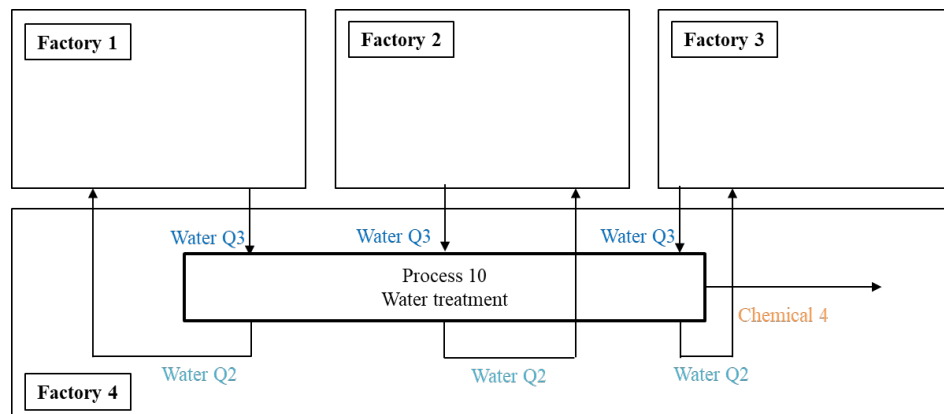 Factory 1
Factory 2
Factory 3
Water Q3
Water Q3
Water Q3
Process 10
Water treatment
Chemical 4
Water Q2
Water Q2
Water Q2
Factory 4